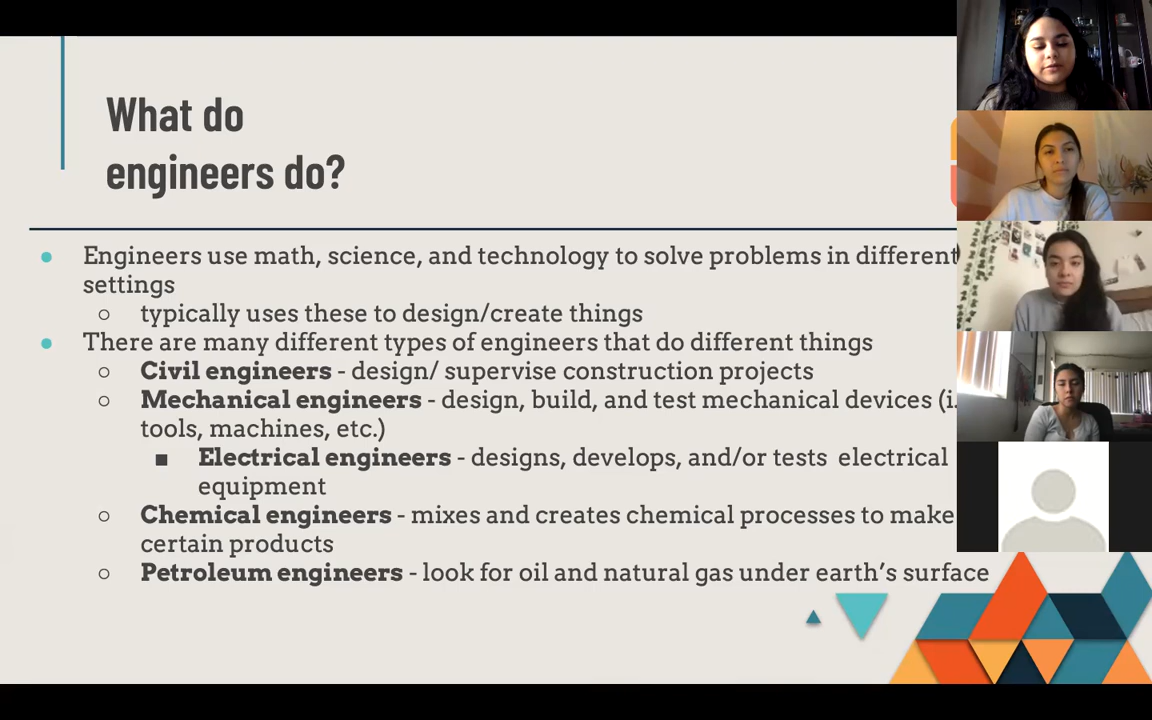 What do
engineers do?
● Engineers use math, science, and technology to solve problems in different
settings
○ typically uses these to design/create things
● There are many different types of engineers that do different things
○ Civil engineers - design/ supervise construction projects
○ Mechanical engineers - design, build, and test mechanical devices (i.
tools, machines, etc.)
■ Electrical engineers - designs, develops, and/or tests electrical
equipment
○ Chemical engineers - mixes and creates chemical processes to make
certain products
○ Petroleum engineers - look for oil and natural gas under earth's surface